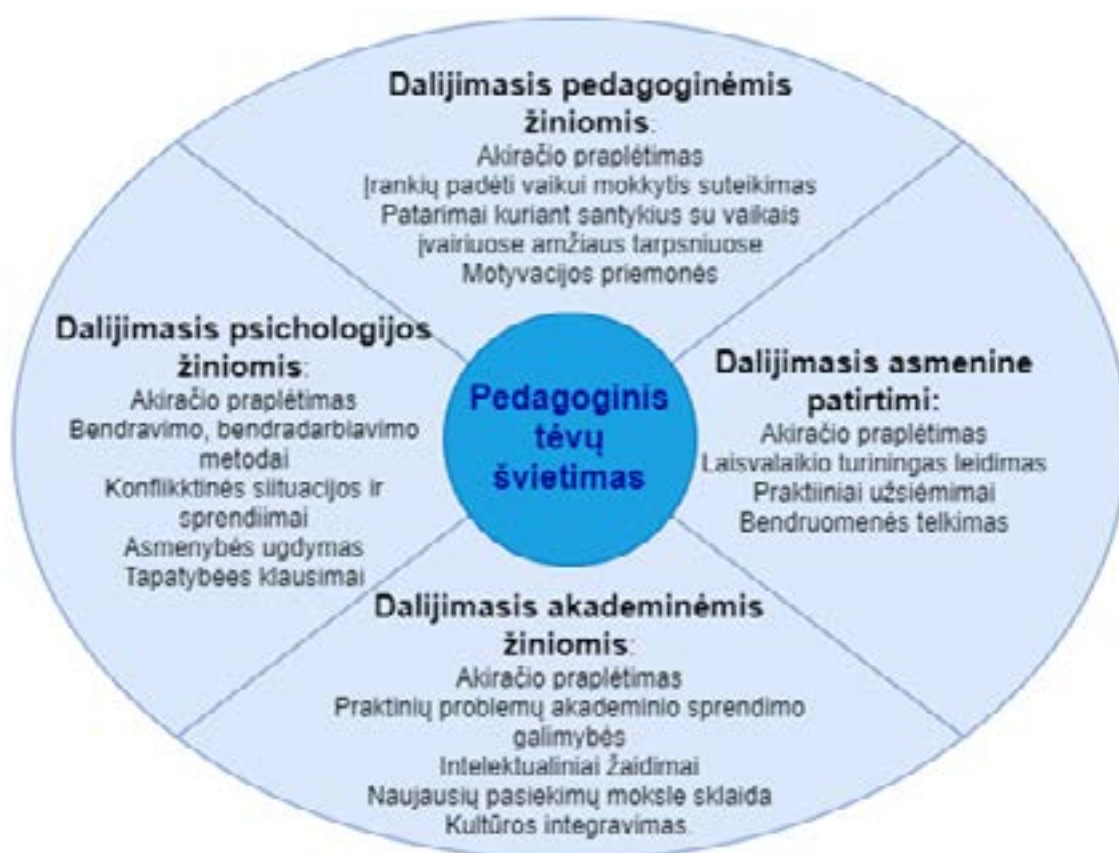 Dalijimasis pedagoginėmis
žiniomis:
Akiračio praplėtimas
Įrankių padėti vaikui mokkytis suteikimas
Patarimai kuriant santykius su vaikais
įvairiuose amžiaus tarpsniuose
Motyvacijos priemonės
Dalijimasis psichologijos
žiniomis:
Akiračio praplėtimas
Bendravimo, bendradarbiavimo
metodai
Konflikktinės siituacijos ir
sprendiimai
Asmenybės ugdymas
Tapatybėes klausimai
Pedagoginis
tėvų
švietimas
Dalijimasis asmenine
patirtimi:
Akiračio praplėtimas
Laisvalaikio turiningas leidimas
Praktiiniai užsiėmimai
Bendruomenės telkimas
Dalijimasis akademinėmis
žiniomis:
Akiračio praplėtimas
Praktinių problemų akademinio sprendimo
galimybės
Intelektualiniai žaidimai
Naujausių pasiekimų moksle sklaida
Kultūros integravimas.